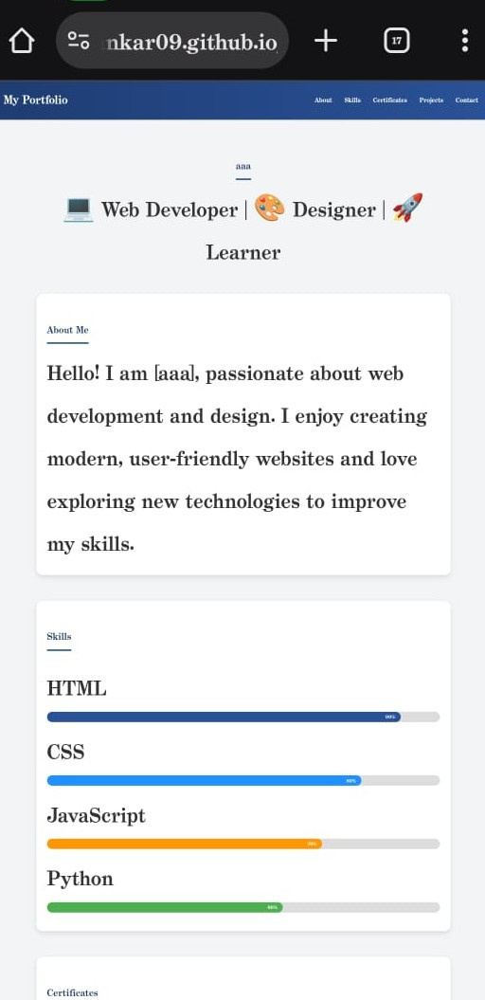 nkar09.github.io
17
My Portfolio
About Skills Certificates Projects Contact
aaa
💻 Web Developer | 🎨 Designer | 🚀
Learner
About Me
Hello! I am [aaa], passionate about web
development and design. I enjoy creating
modern, user-friendly websites and love
exploring new technologies to improve
my skills.
Skills
HTML
90%
CSS
80%
JavaScript
70%
Python
60%
Certificates